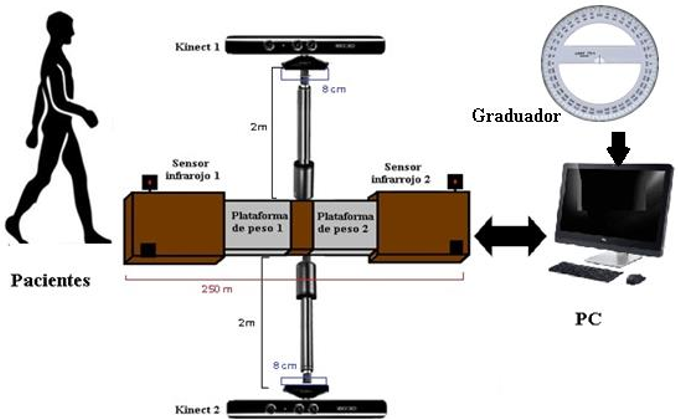 Kinect 1
8 cm
2m
Graduador
Sensor
infrarojo 1
Sensor
infrarrojo 2
Plataforma
de peso 1
Plataforma
de peso 2
Pacientes
250 m
PC
2m
8 cm
Kinect 2